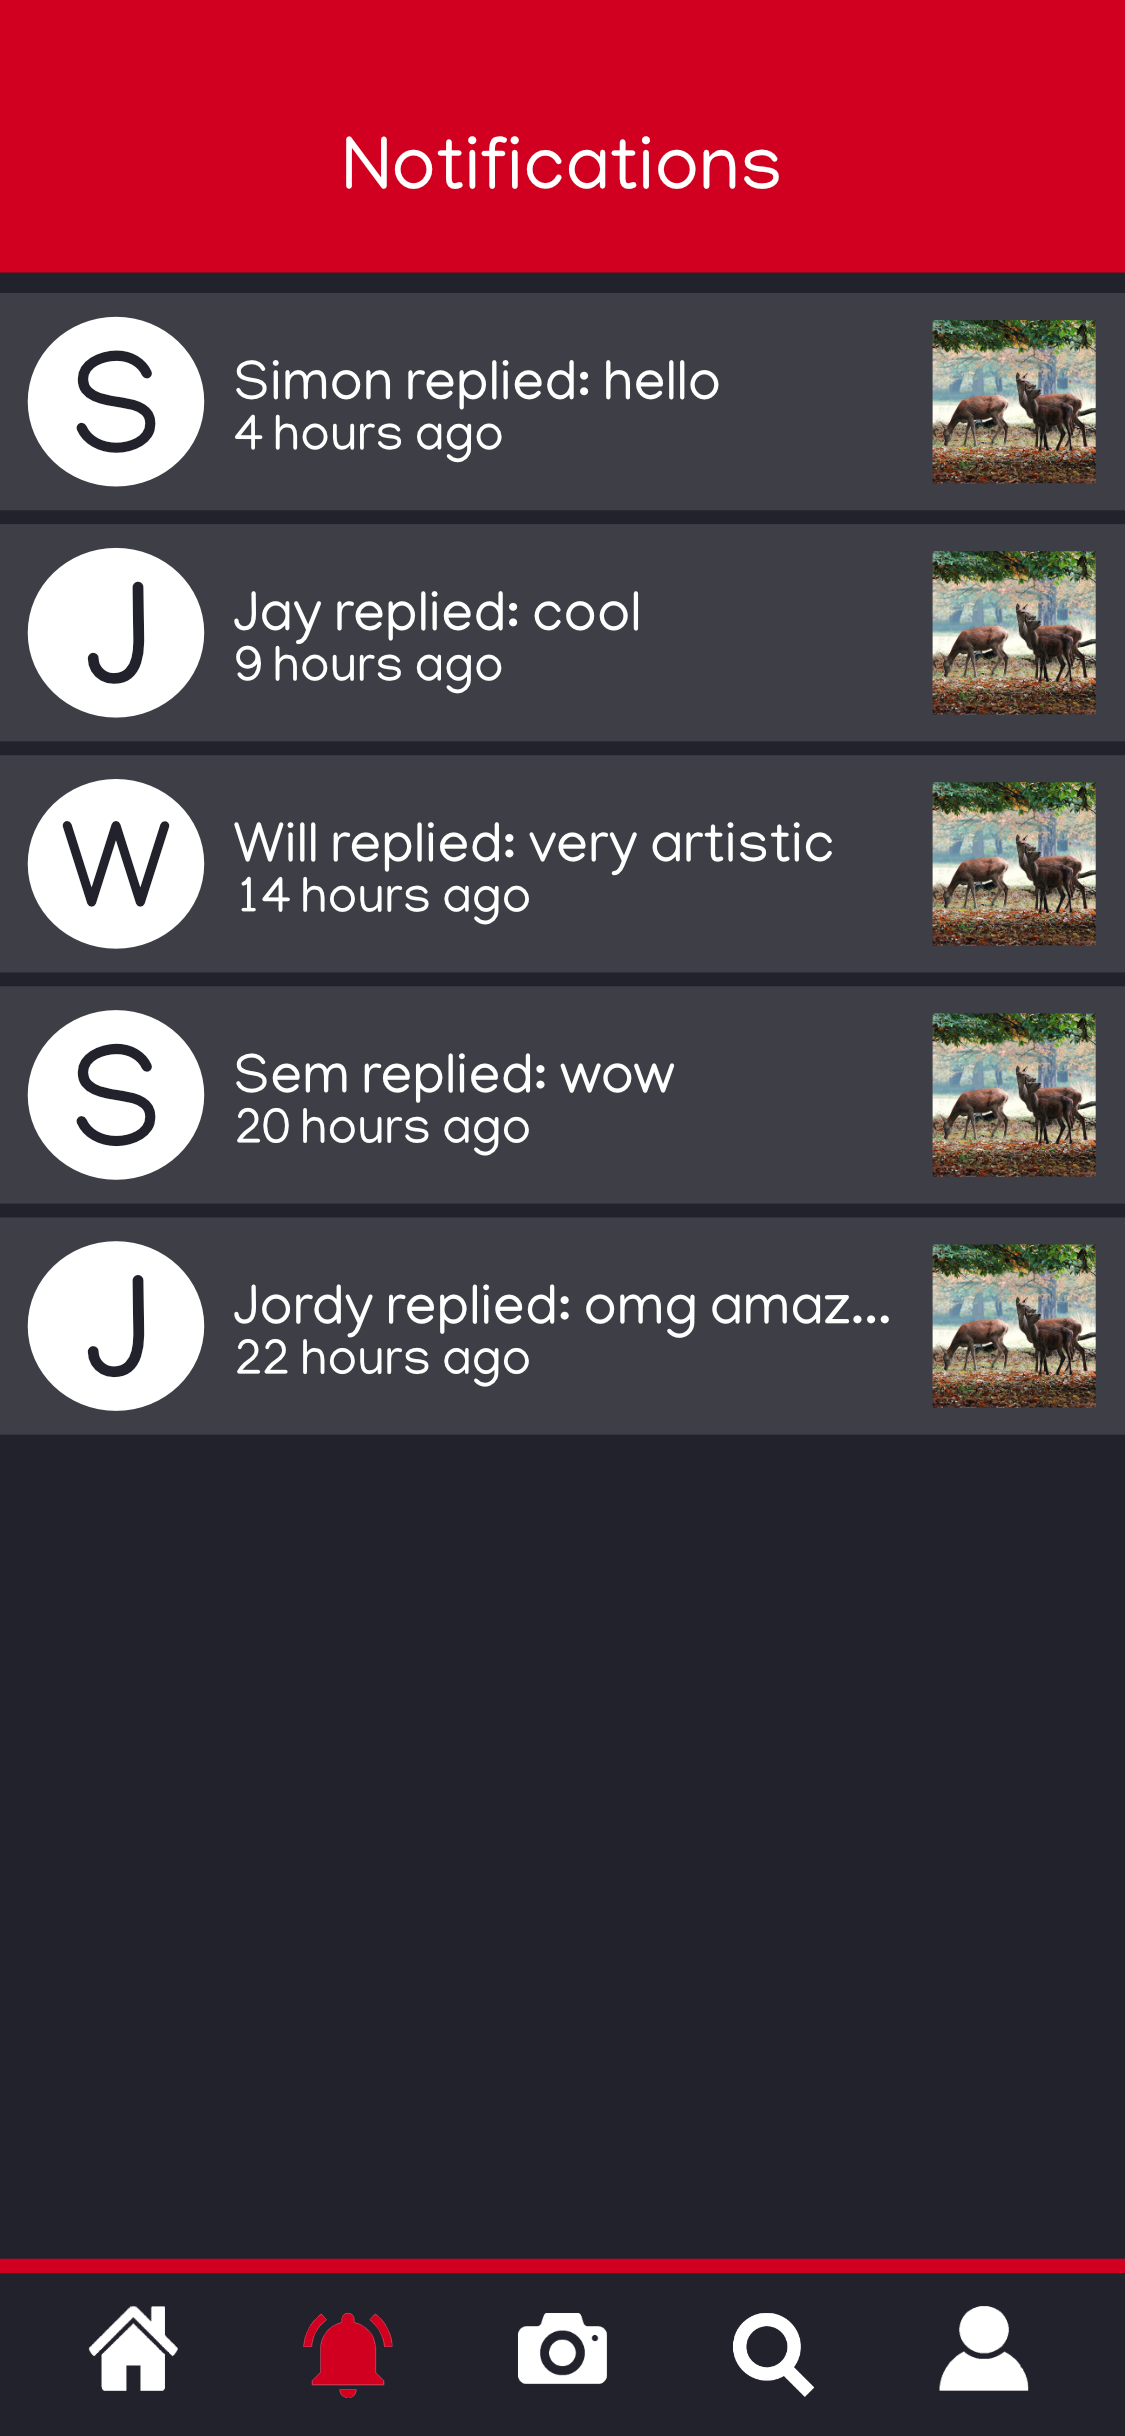 Notifications
S
Simon replied: hello
4 hours ago
J
Jay replied: cool
9 hours ago
W
Will replied: very artistic
14 hours ago
S
Sem replied: wow
20 hours ago
J
Jordy replied: omg amaz...
22 hours ago